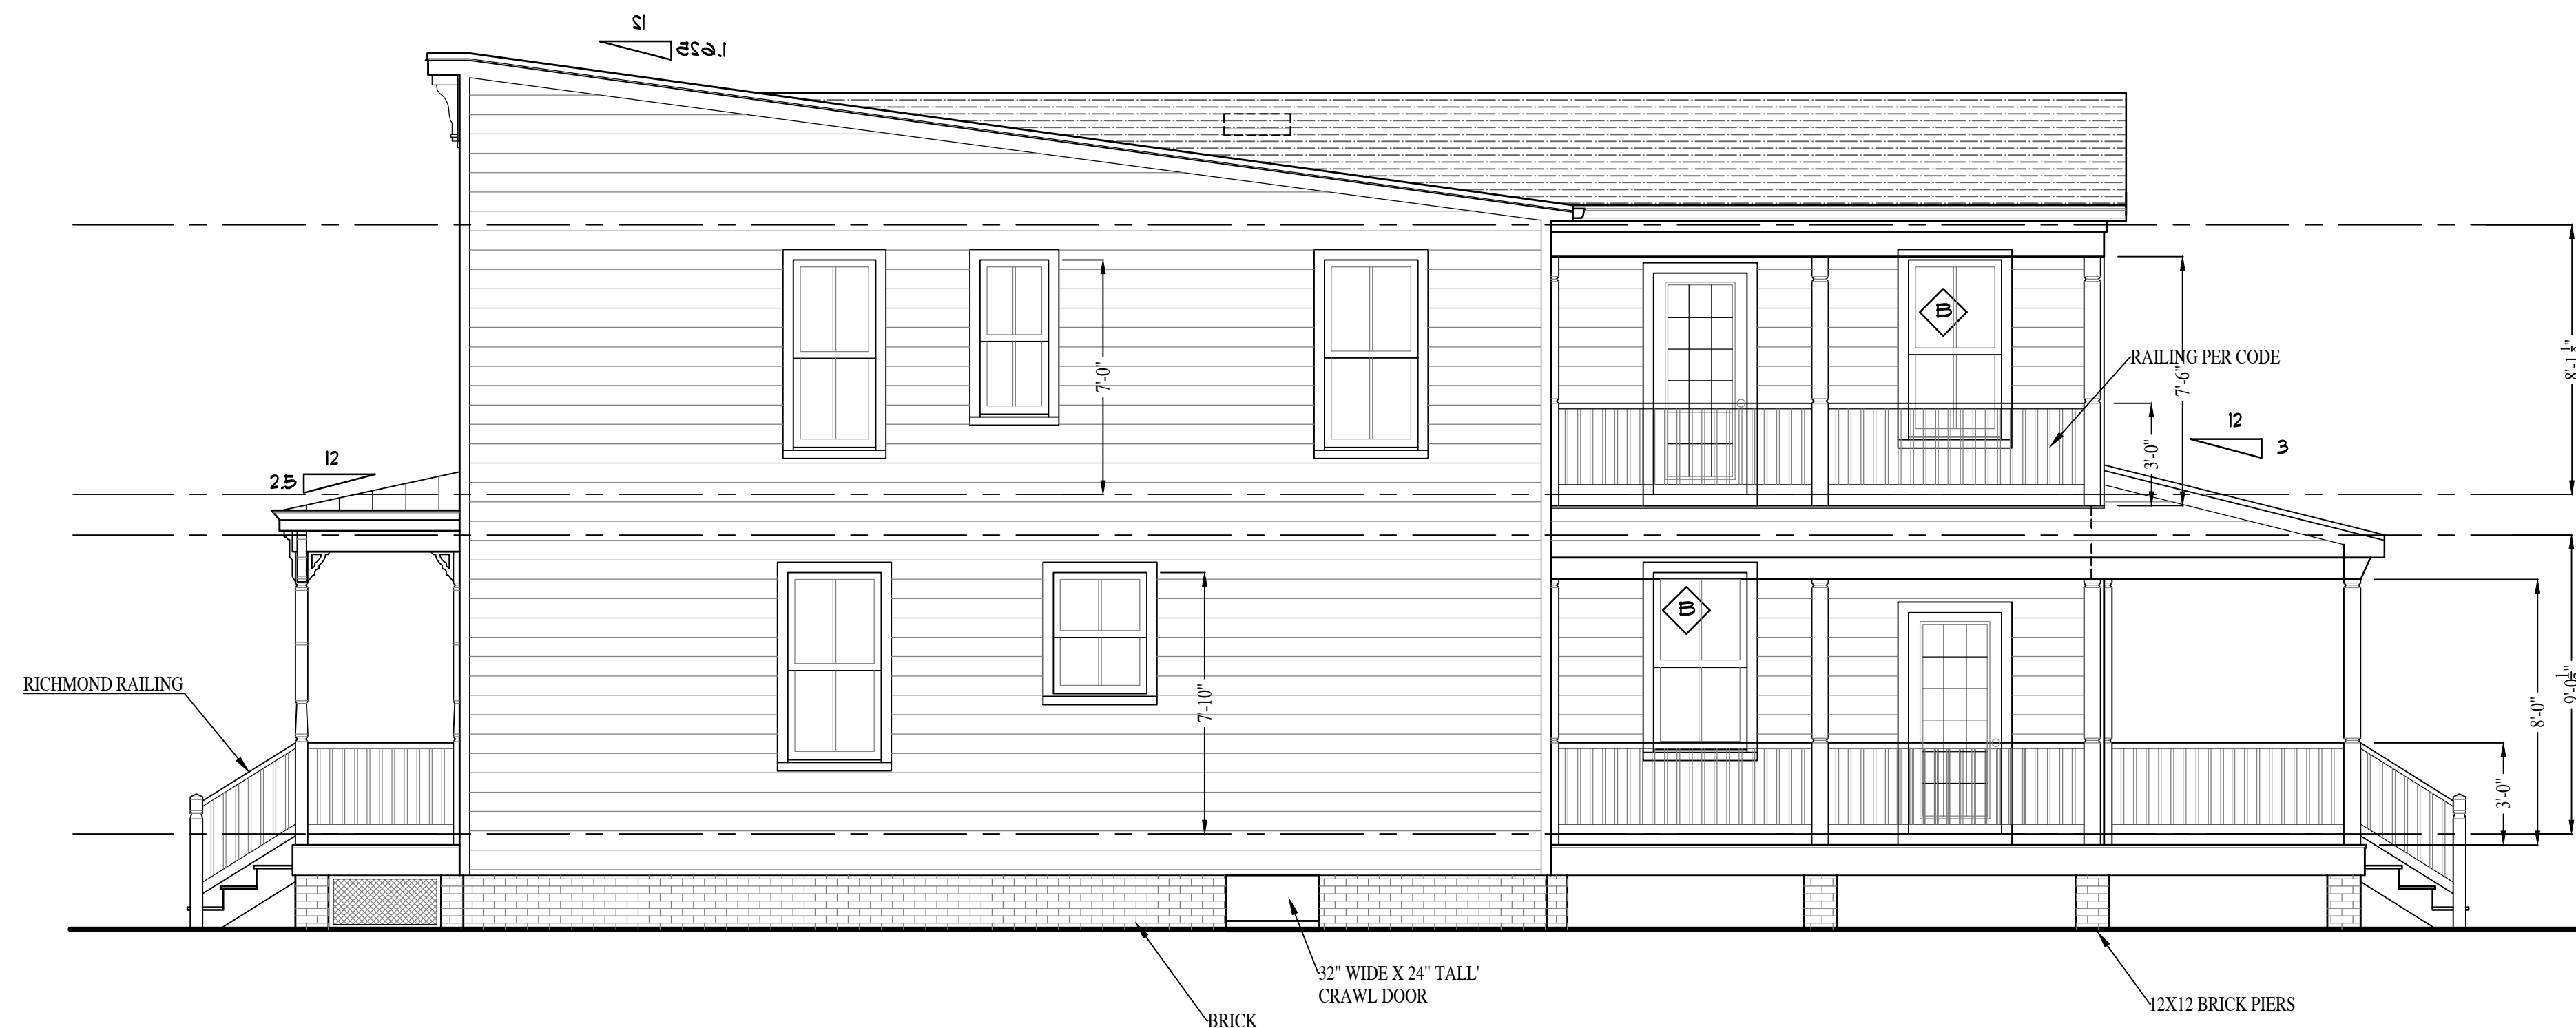 12
1.625
B
RAILING PER CODE
7'-0"
7'-6"
8'-1 1/2"
12
3
3'-0"
12
2.5
B
RICHMOND RAILING
7'-10"
9'-0 1/2"
8'-0"
3'-0"
32" WIDE X 24" TALL'
CRAWL DOOR
12X12 BRICK PIERS
BRICK